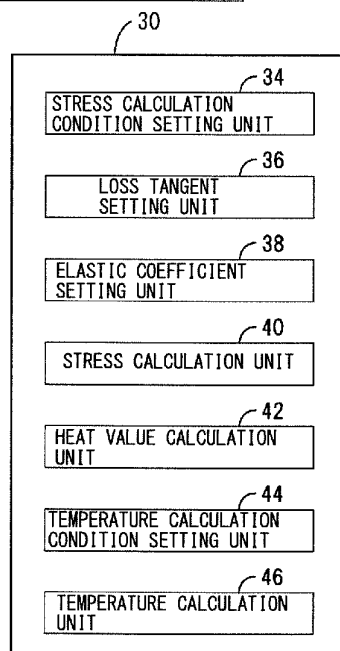 30
34
STRESS CALCULATION
CONDITION SETTING UNIT
36
LOSS TANGENT
SETTING UNIT
38
ELASTIC COEFFICIENT
SETTING UNIT
40
STRESS CALCULATION UNIT
42
HEAT VALUE CALCULATION
UNIT
44
TEMPERATURE CALCULATION
CONDITION SETTING UNIT
46
TEMPERATURE CALCULATION
UNIT